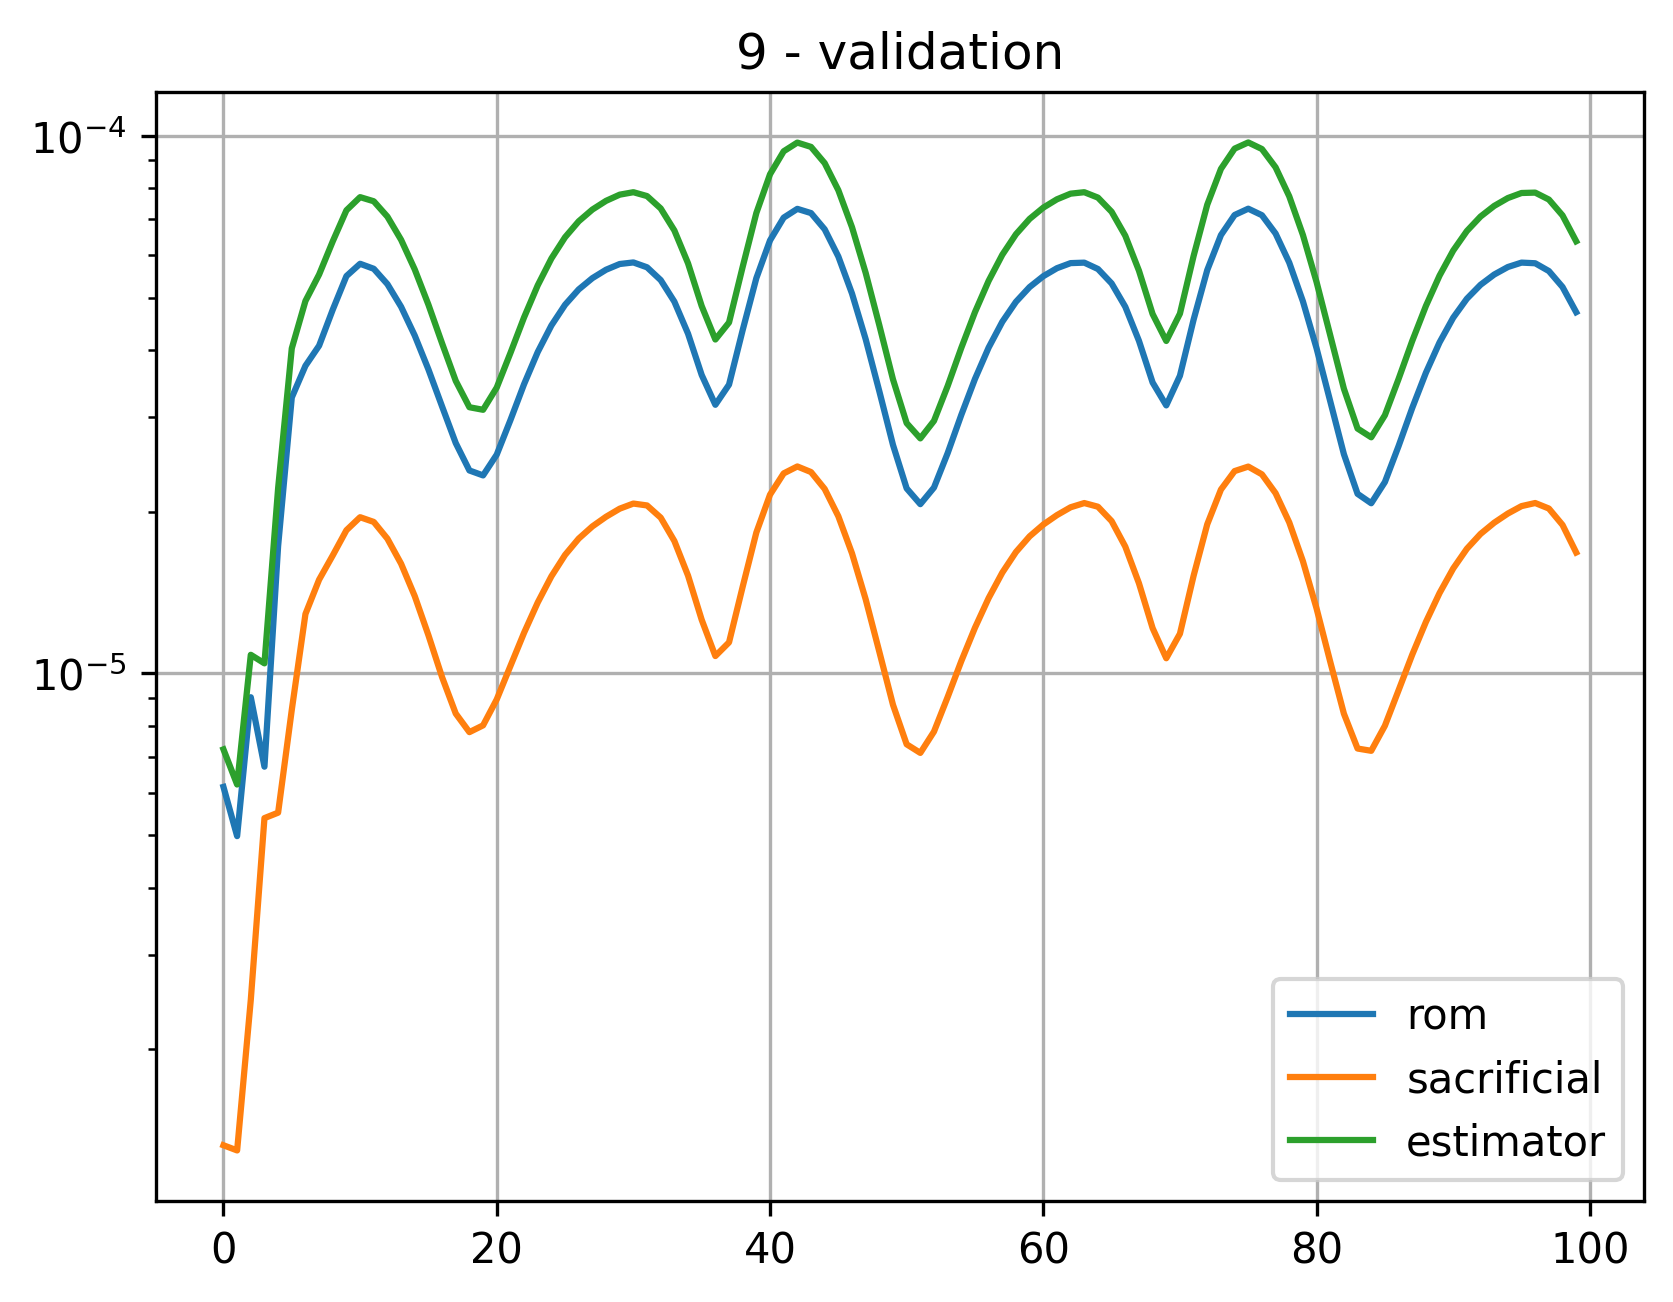 9 - validation
10⁻⁴
10⁻⁵
0 20 40 60 80 100
rom
sacrificial
estimator